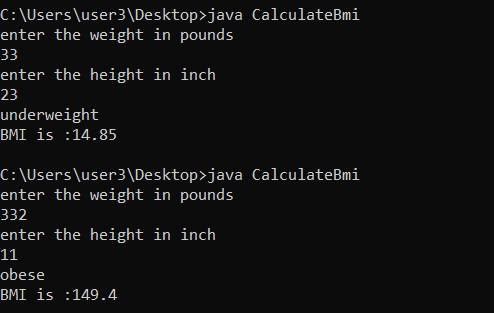 C:\Users\user3\Desktop>java CalculateBmi
enter the weight in pounds
33
enter the height in inch
23
underweight
BMI is :14.85
C:\Users\user3\Desktop>java CalculateBmi
enter the weight in pounds
332
enter the height in inch
11
obese
BMI is :149.4